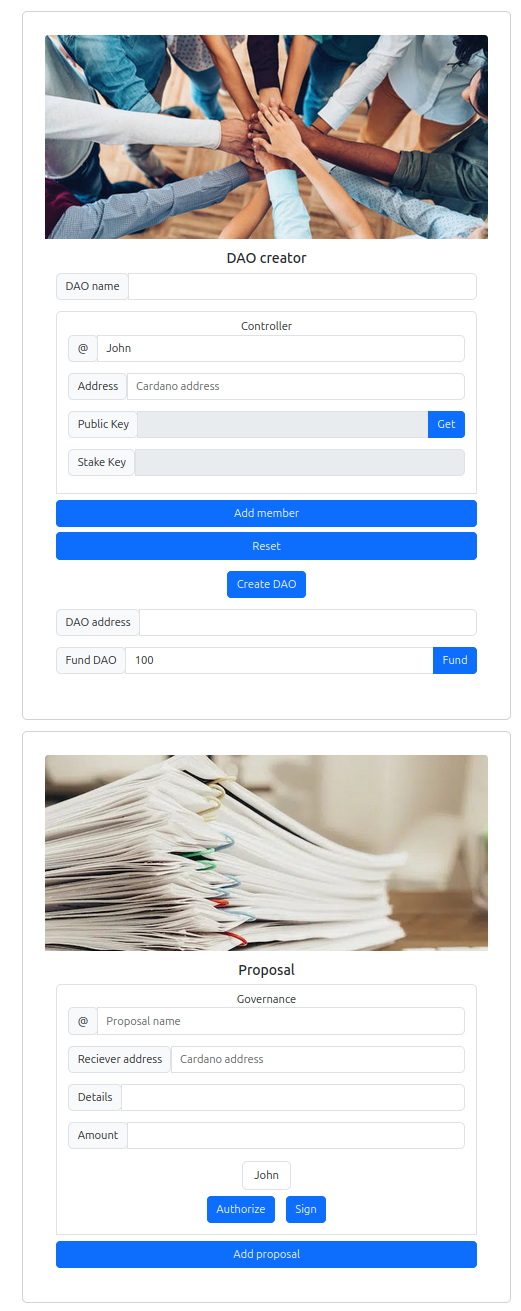 DAO creator
DAO name
Controller
@ John
Address Cardano address
Public Key Get
Stake Key
Add member
Reset
Create DAO
DAO address
Fund DAO 100 Fund
Proposal
Governance
@ Proposal name
Reciever address Cardano address
Details
Amount
John
Authorize Sign
Add proposal